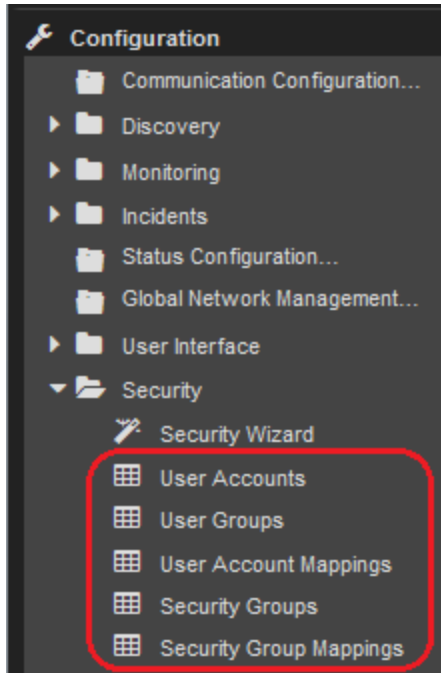 Configuration
Communication Configuration...
Discovery
Monitoring
Incidents
Status Configuration...
Global Network Management...
User Interface
Security
Security Wizard
User Accounts
User Groups
User Account Mappings
Security Groups
Security Group Mappings